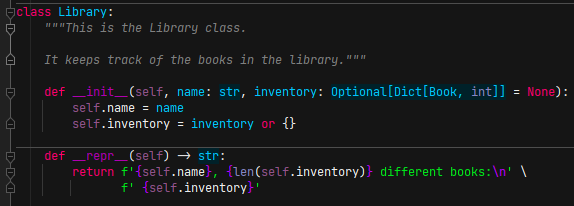 class Library:
    """This is the Library class.
    It keeps track of the books in the library."""
    def __init__(self, name: str, inventory: Optional[Dict[Book, int]] = None):
        self.name = name
        self.inventory = inventory or {}
    def __repr__(self) → str:
        return f'{self.name}, {len(self.inventory)} different books:\n' \
               f' {self.inventory}'